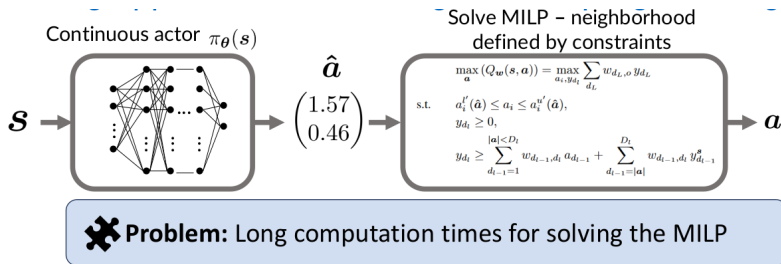 Continuous actor π_θ(s)
Solve MILP – neighborhood
defined by constraints
s
â
(1.57
0.46)
max_a (Q_w(s, a)) = max_{a_i, y_{d_l}} ∑_{d_L} w_{d_L,o} y_{d_L}
s.t. a_i^{l'}(â) ≤ a_i ≤ a_i^{u'}(â),
y_{d_l} ≥ 0,
y_{d_l} ≥ ∑_{d_{l-1}=1}^{|a|<D_l} w_{d_{l-1},d_l} a_{d_{l-1}} + ∑_{d_{l-1}=|a|}^{D_l} w_{d_{l-1},d_l} y^s_{d_{l-1}}
a
Problem: Long computation times for solving the MILP